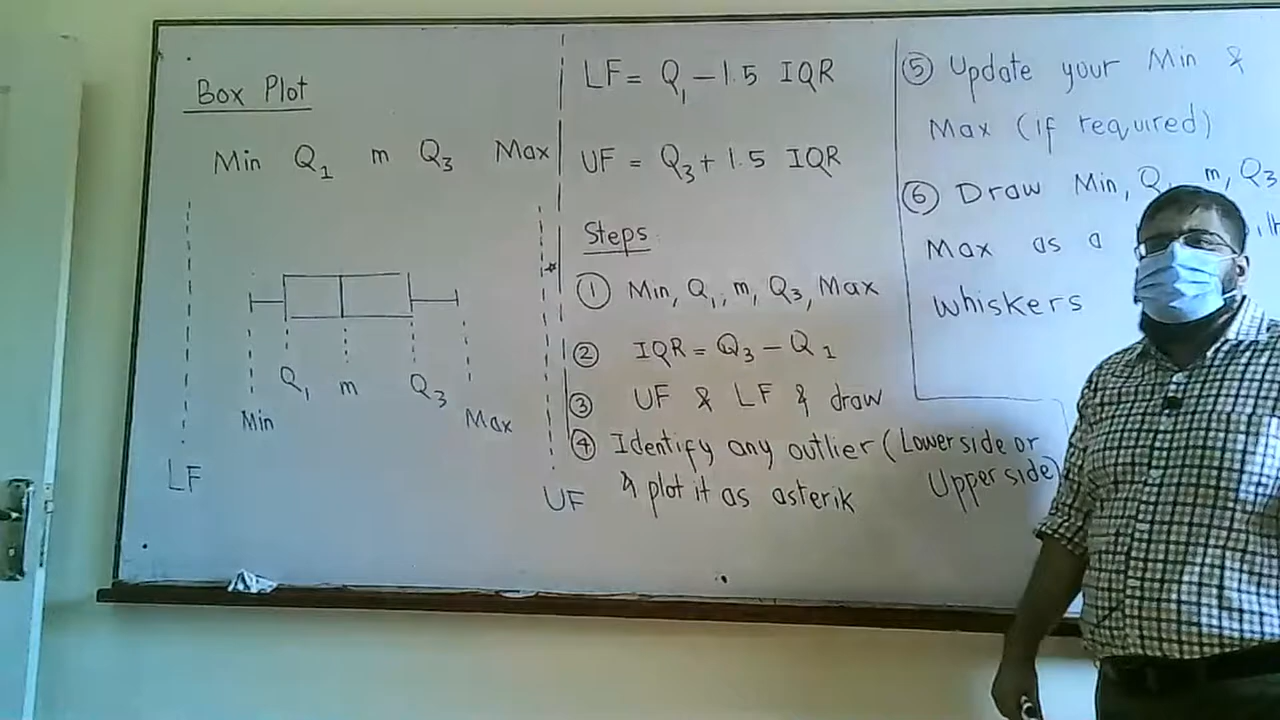 Box Plot
Min Q1 m Q3 Max
Q1 m Q3
Min Max
LF UF
LF = Q1 - 1.5 IQR
UF = Q3 + 1.5 IQR
Steps
① Min, Q1, m, Q3, Max
② IQR = Q3 - Q1
③ UF & LF & draw
④ Identify any outlier (Lower side or
Upper side)
& plot it as asterik
⑤ Update your Min &
Max (if required)
⑥ Draw Min, Q m, Q3
Max as a
whiskers